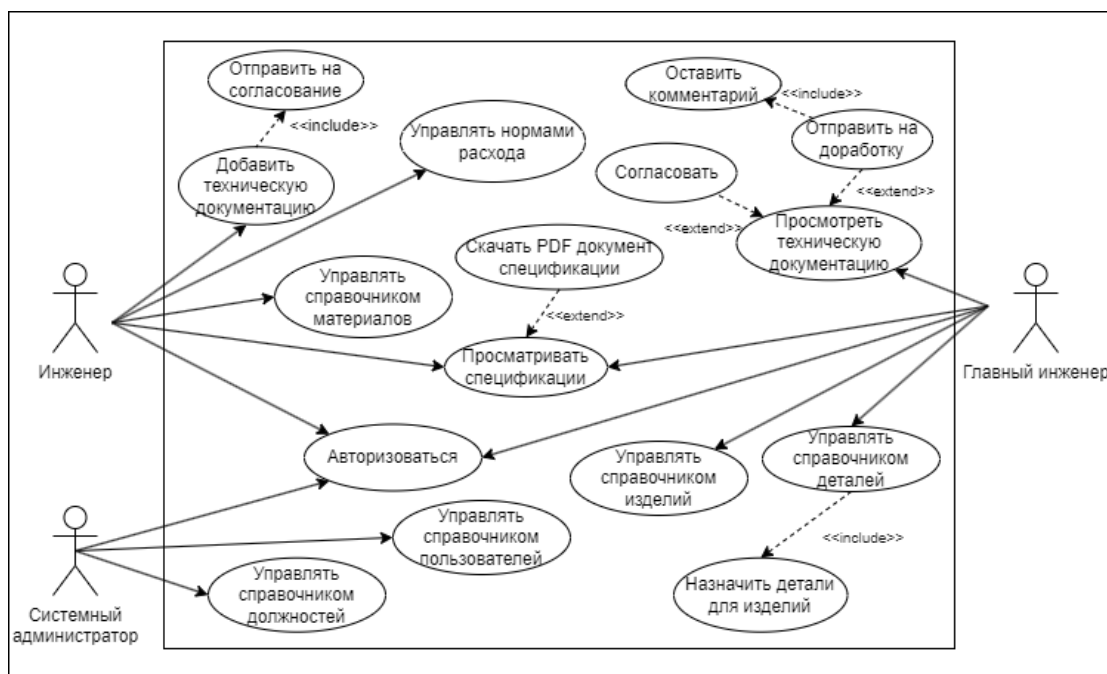 Отправить на
согласование
<<include>>
Добавить
техническую
документацию
Управлять нормами
расхода
Оставить
комментарий
<<include>>
Отправить на
доработку
Согласовать
<<extend>>
<<extend>>
Просмотреть
техническую
документацию
Скачать PDF документ
спецификации
<<extend>>
Управлять
справочником
материалов
Просматривать
спецификации
Инженер
Главный инженер
Авторизоваться
Управлять
справочником
изделий
Управлять
справочником
деталей
<<include>>
Назначить детали
для изделий
Управлять
справочником
пользователей
Управлять
справочником
должностей
Системный
администратор